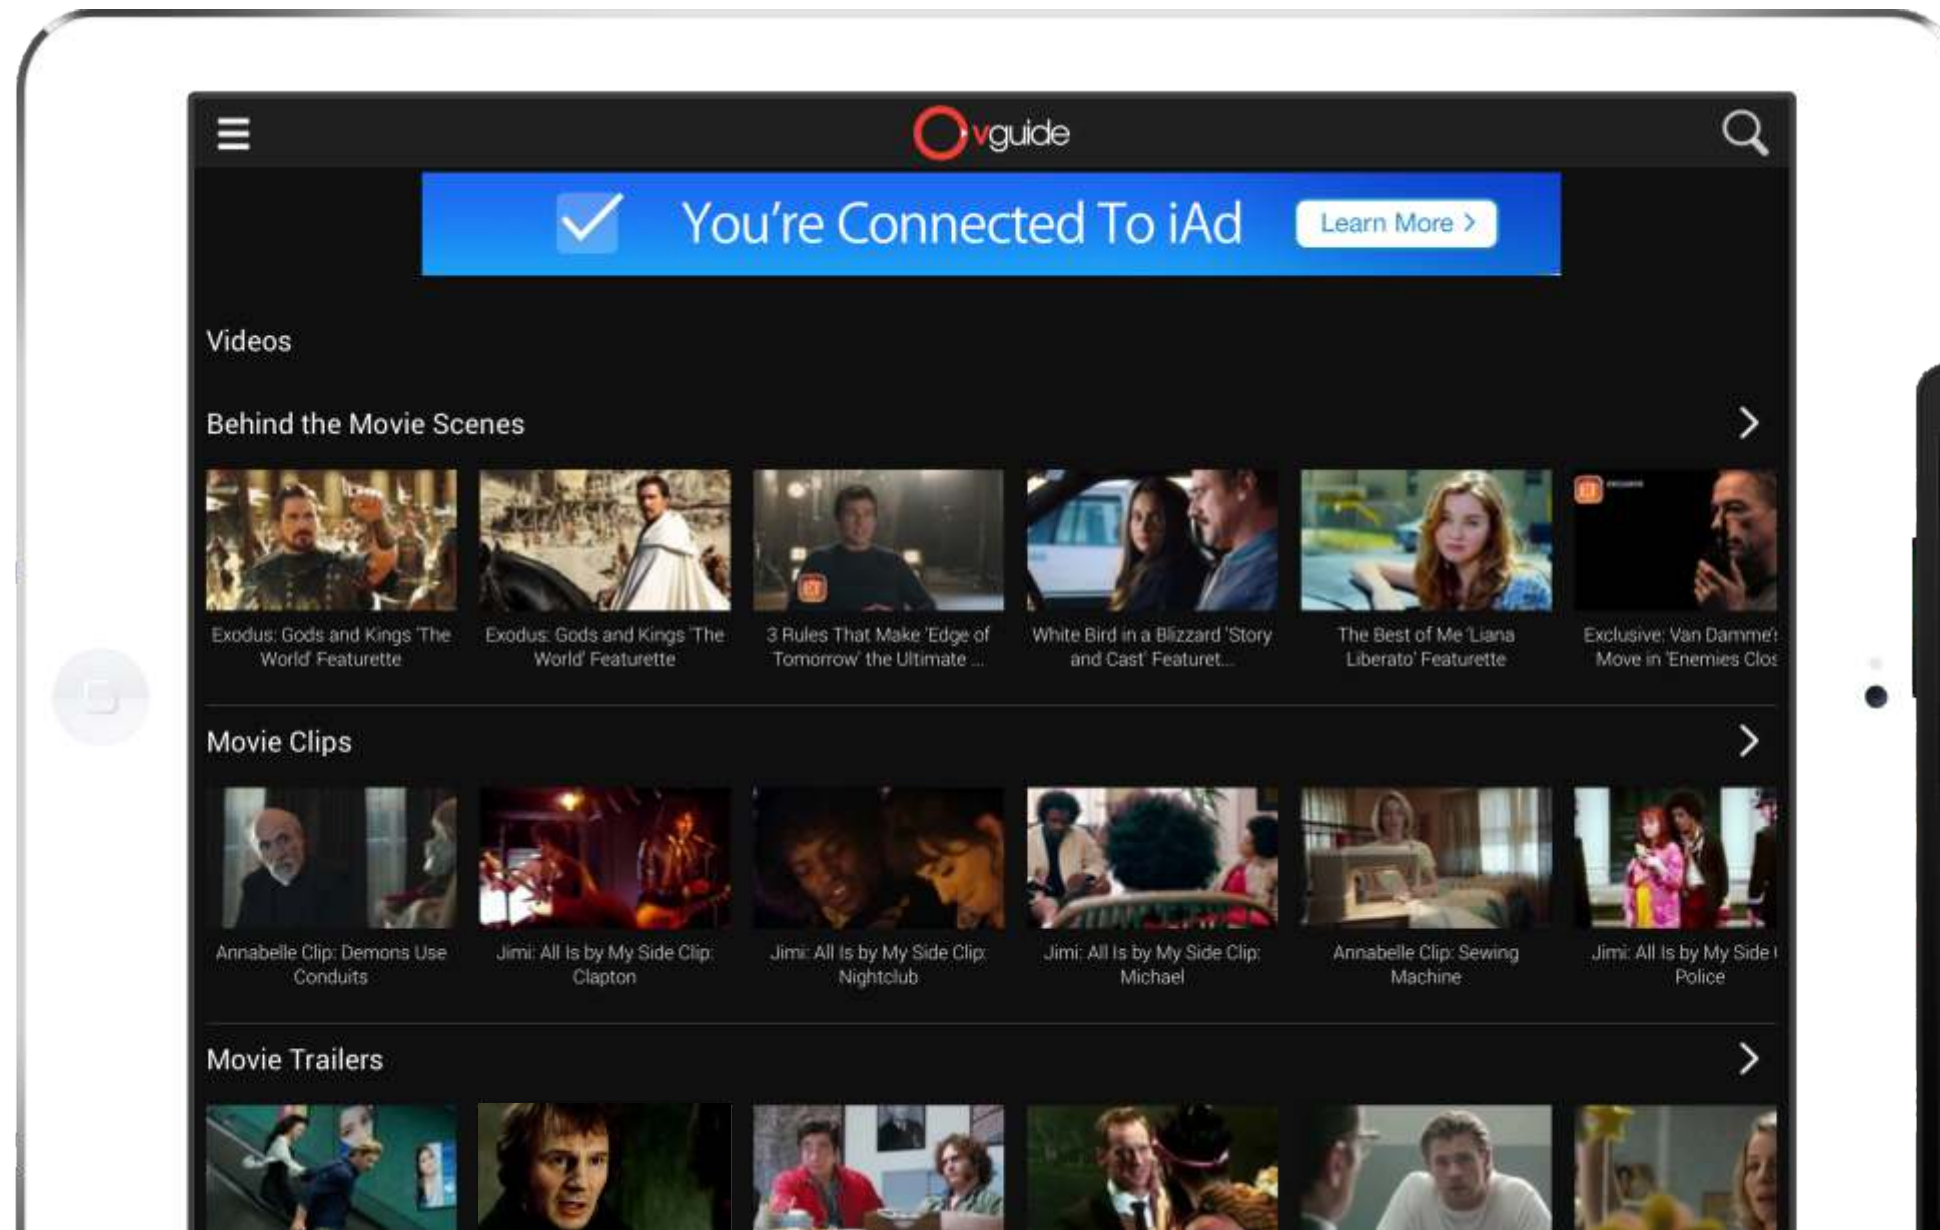 Ovguide
You're Connected To iAd
Learn More >
Videos
Behind the Movie Scenes
Exodus: Gods and Kings 'The
World' Featurette
Exodus: Gods and Kings 'The
World' Featurette
3 Rules That Make 'Edge of
Tomorrow' the Ultimate ...
White Bird in a Blizzard 'Story
and Cast' Featuret...
The Best of Me 'Liana
Liberato' Featurette
EXCLUSIVE
Exclusive: Van Damme's
Move in 'Enemies Clos
Movie Clips
Annabelle Clip: Demons Use
Conduits
Jimi: All Is by My Side Clip:
Clapton
Jimi: All Is by My Side Clip:
Nightclub
Jimi: All Is by My Side Clip:
Michael
Annabelle Clip: Sewing
Machine
Jimi: All Is by My Side
Police
Movie Trailers